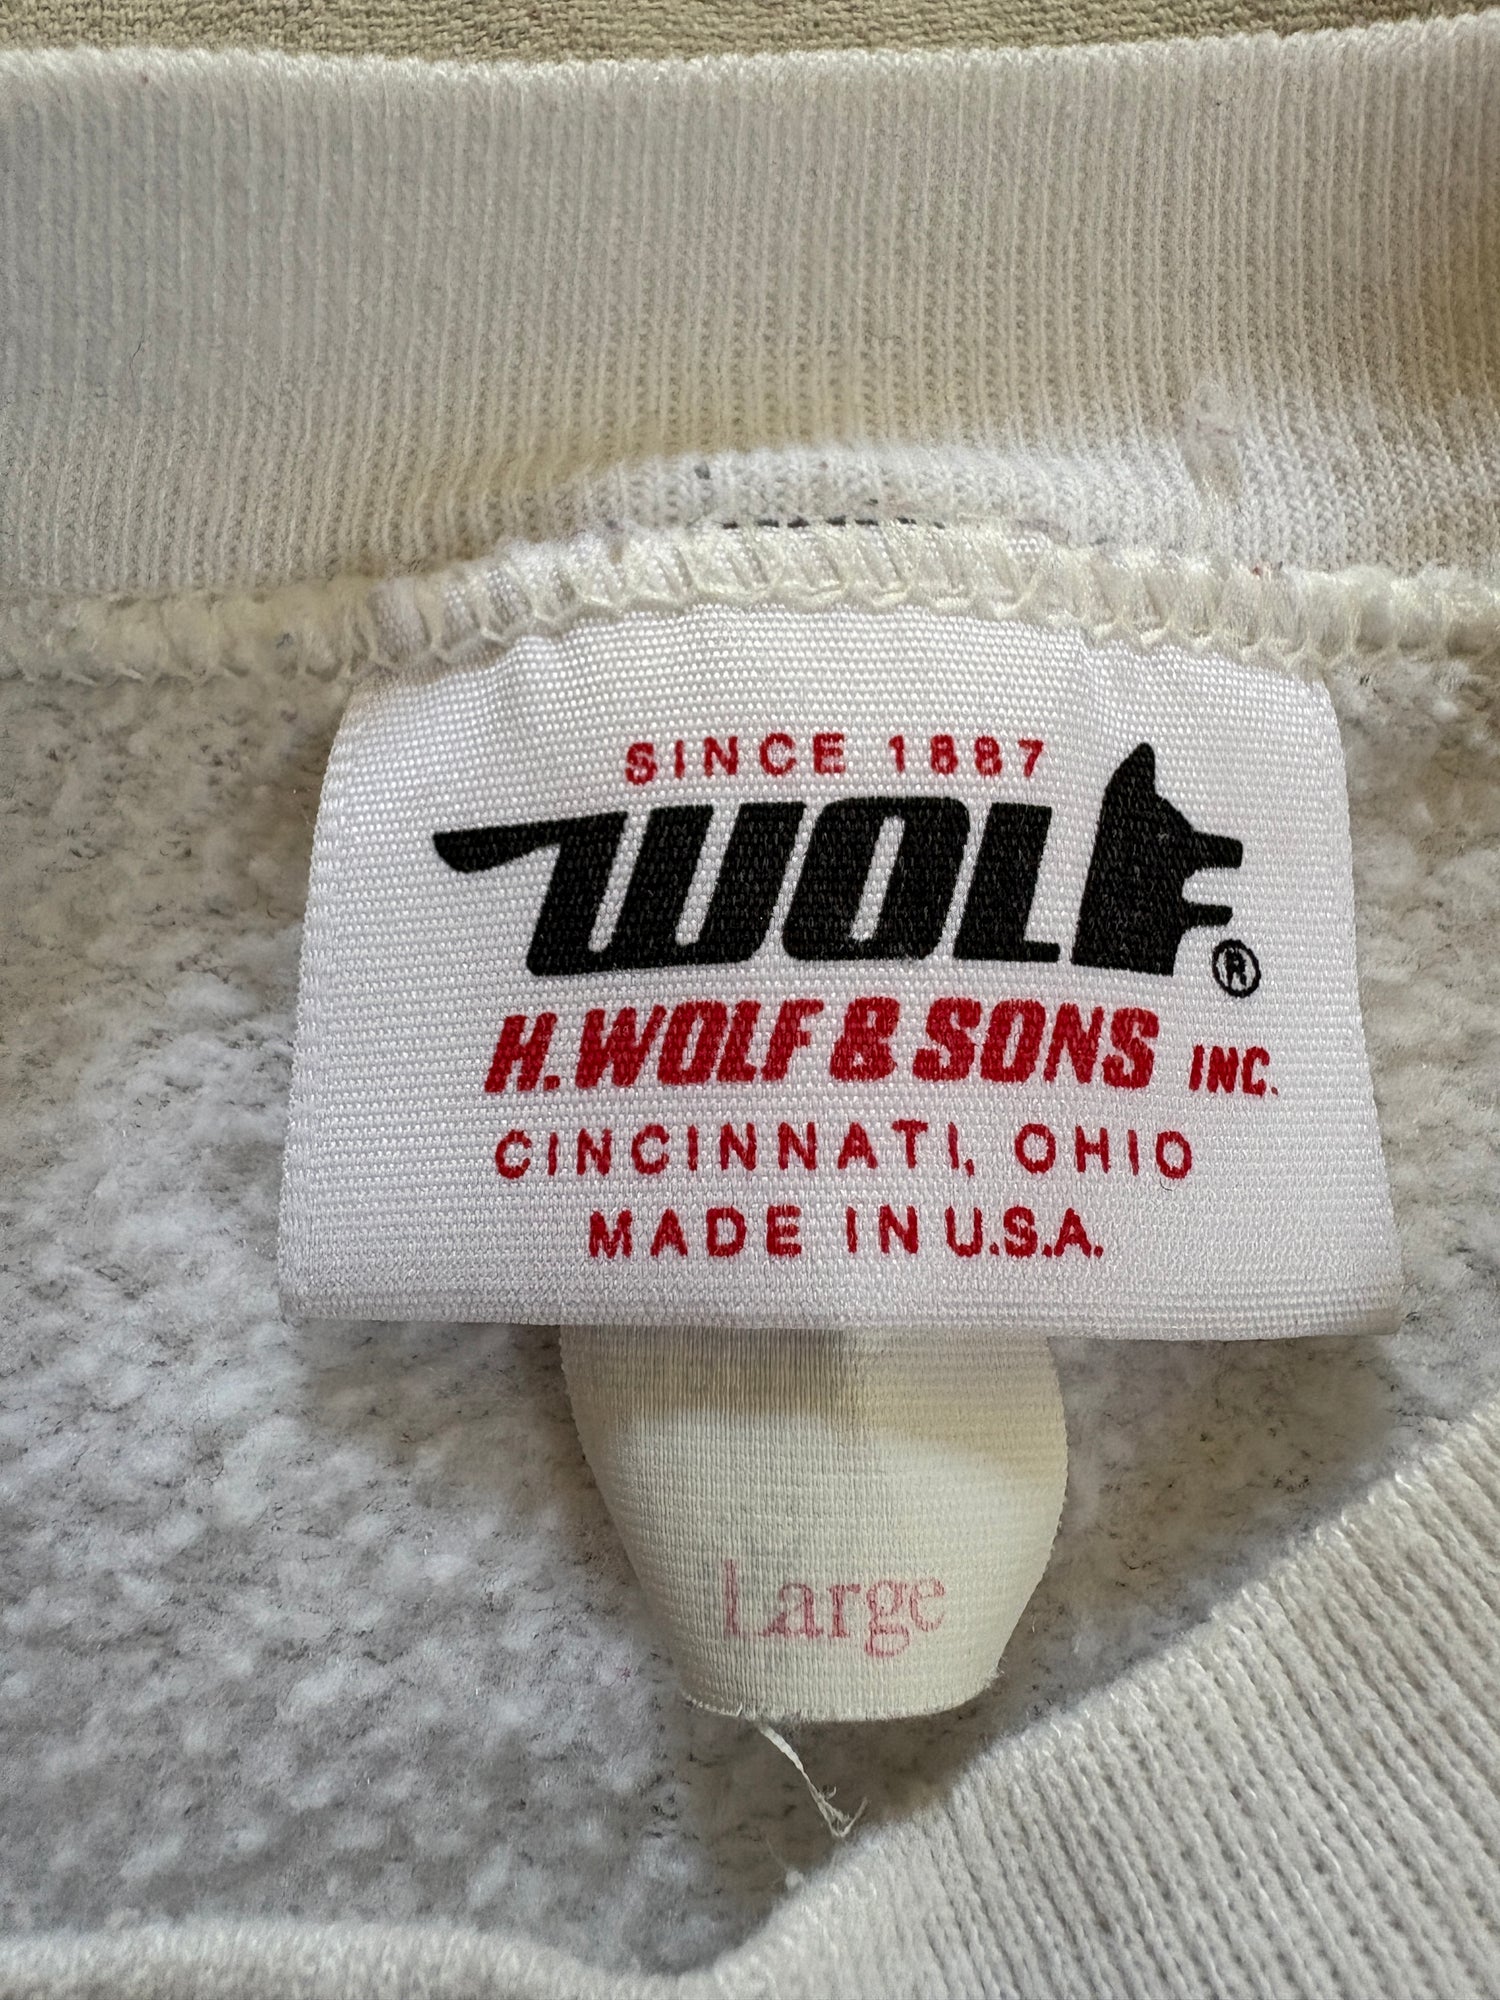 SINCE 1887
WOLF ®
H. WOLF & SONS INC.
CINCINNATI, OHIO
MADE IN U.S.A.
Large